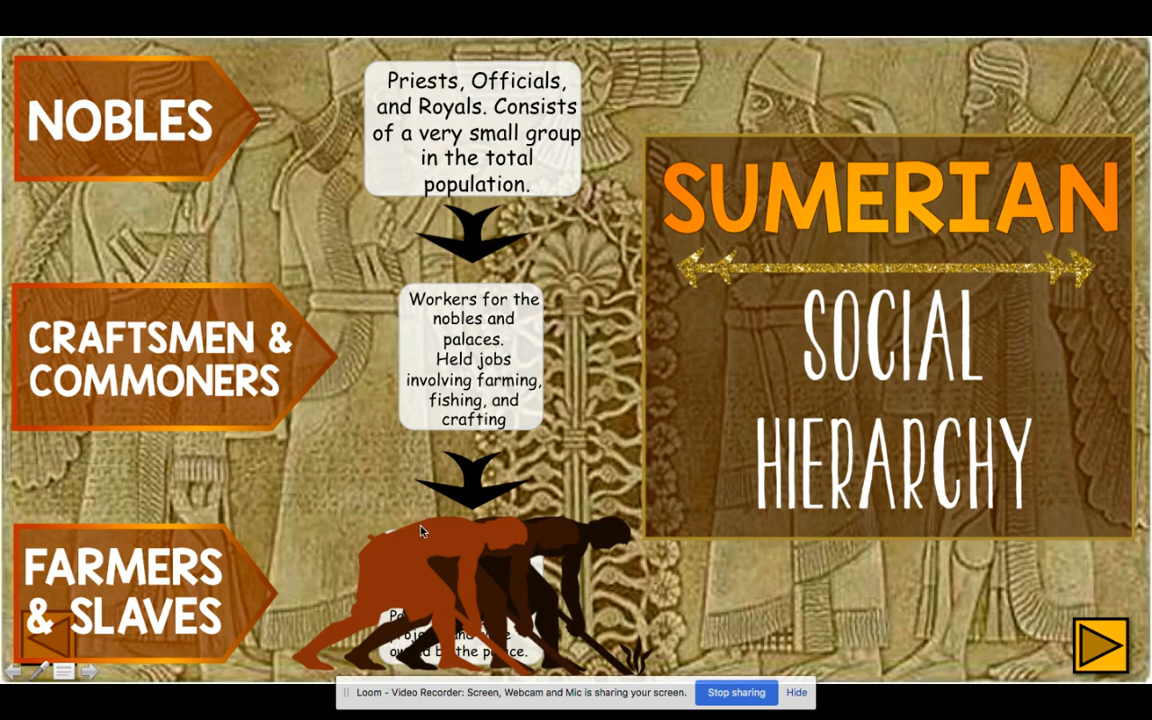 NOBLES
Priests, Officials,
and Royals. Consists
of a very small group
in the total
population.
SUMERIAN
SOCIAL
HIERARCHY
CRAFTSMEN &
COMMONERS
Workers for the
nobles and
palaces.
Held jobs
involving farming,
fishing, and
crafting
FARMERS
& SLAVES
by the
Loom - Video Recorder: Screen, Webcam and Mic is sharing your screen.
Stop sharing
Hide